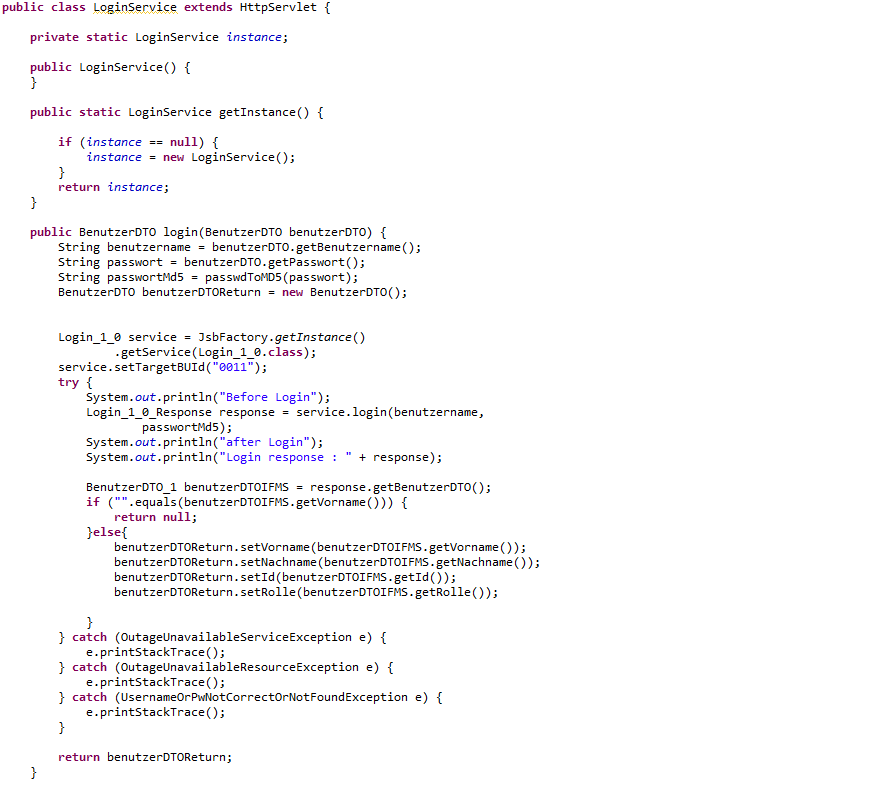 public class LoginService extends HttpServlet {
private static LoginService instance;
public LoginService() {
}
public static LoginService getInstance() {
if (instance == null) {
instance = new LoginService();
}
return instance;
}
public BenutzerDTO login(BenutzerDTO benutzerDTO) {
String benutzername = benutzerDTO.getBenutzername();
String passwort = benutzerDTO.getPasswort();
String passwortMd5 = passwdToMD5(passwort);
BenutzerDTO benutzerDTOReturn = new BenutzerDTO();
Login_1_0 service = JsbFactory.getInstance()
.getService(Login_1_0.class);
service.setTargetBUId("0011");
try {
System.out.println("Before Login");
Login_1_0_Response response = service.login(benutzername,
passwortMd5);
System.out.println("after Login");
System.out.println("Login response : " + response);
BenutzerDTO_1 benutzerDTOIFMS = response.getBenutzerDTO();
if ("".equals(benutzerDTOIFMS.getVorname())) {
return null;
}else{
benutzerDTOReturn.setVorname(benutzerDTOIFMS.getVorname());
benutzerDTOReturn.setNachname(benutzerDTOIFMS.getNachname());
benutzerDTOReturn.setId(benutzerDTOIFMS.getId());
benutzerDTOReturn.setRolle(benutzerDTOIFMS.getRolle());
}
} catch (OutageUnavailableServiceException e) {
e.printStackTrace();
} catch (OutageUnavailableResourceException e) {
e.printStackTrace();
} catch (UsernameOrPwNotCorrectOrNotFoundException e) {
e.printStackTrace();
}
return benutzerDTOReturn;
}